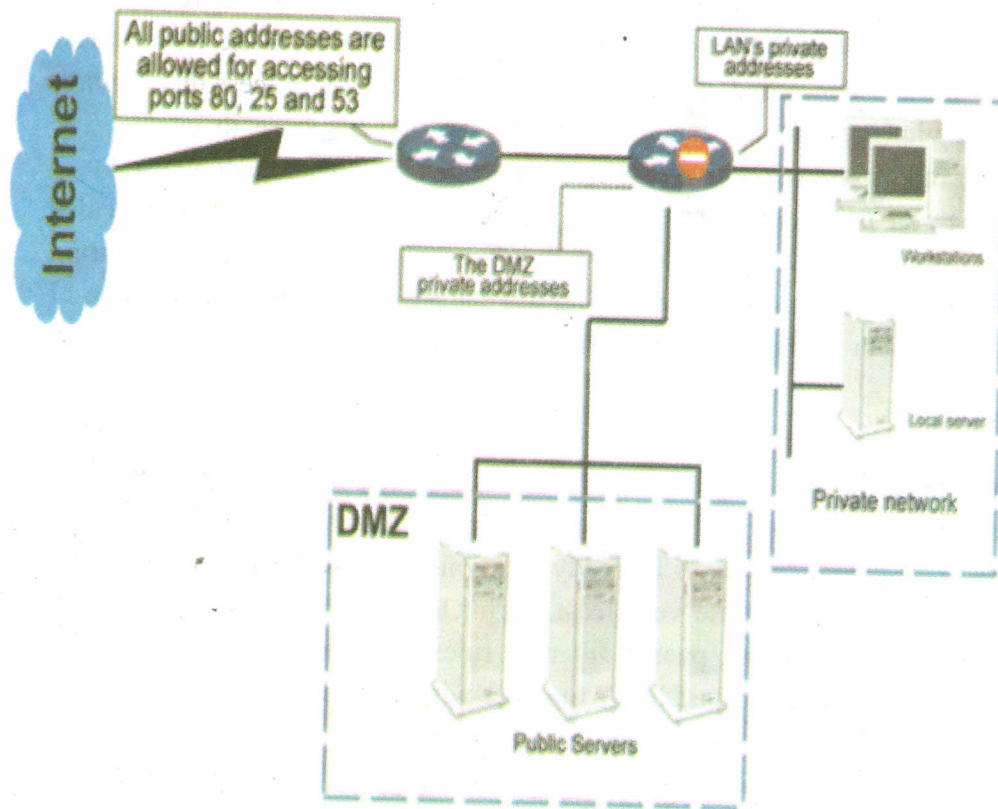 Internet
All public addresses are
allowed for accessing
ports 80, 25 and 53
LAN's private
addresses
The DMZ
private addresses
Workstations
Local server
Private network
DMZ
Public Servers